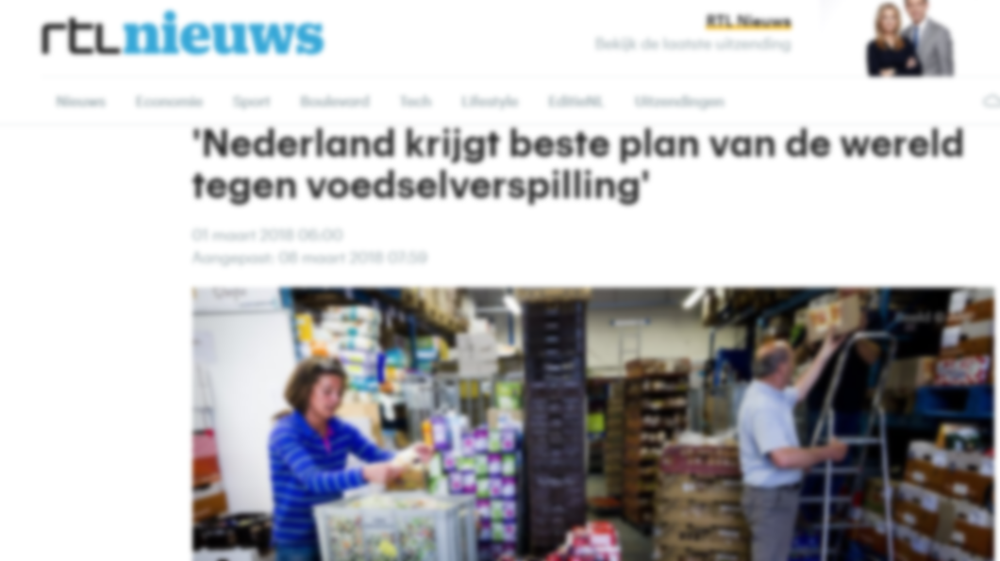 rtlnieuws
RTL Nieuws
Bekijk de laatste uitzending
Nieuws Economie Sport Boulevard Tech Lifestyle EditieNL Uitzendingen
'Nederland krijgt beste plan van de wereld
tegen voedselverspilling'
01 maart 2018 06:00
Aangepast: 06 maart 2018 07:59